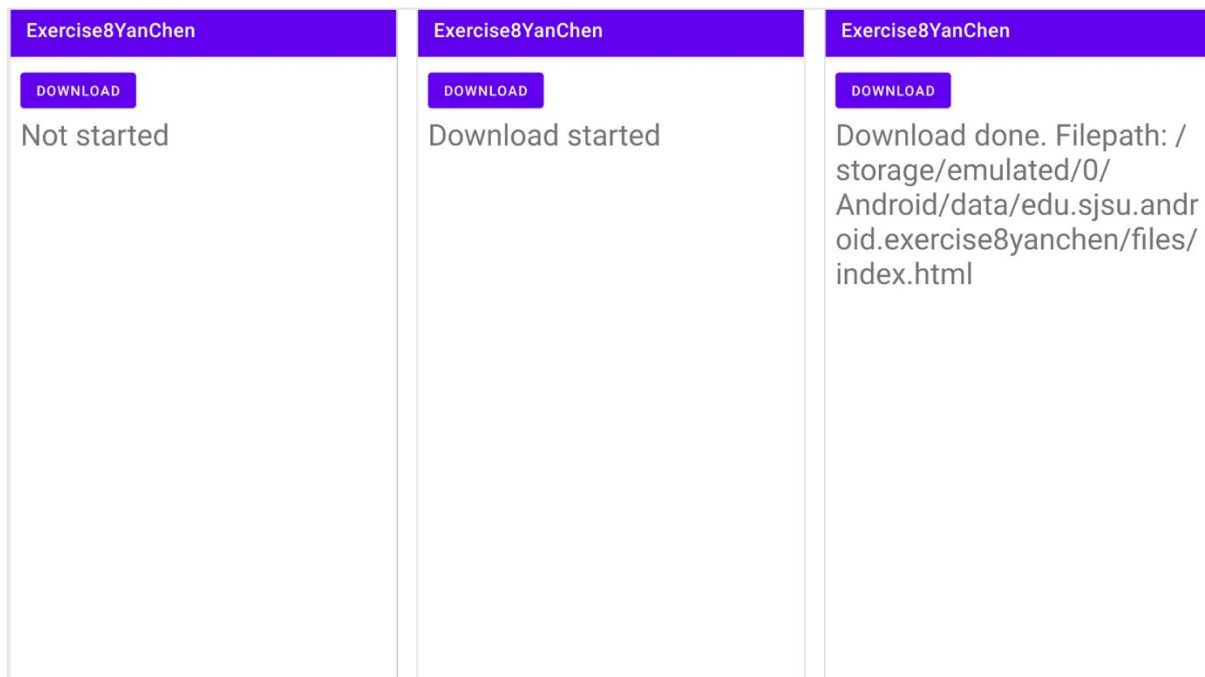 Exercise8YanChen
DOWNLOAD
Not started
Exercise8YanChen
DOWNLOAD
Download started
Exercise8YanChen
DOWNLOAD
Download done. Filepath: /
storage/emulated/0/
Android/data/edu.sjsu.andr
oid.exercise8yanchen/files/
index.html